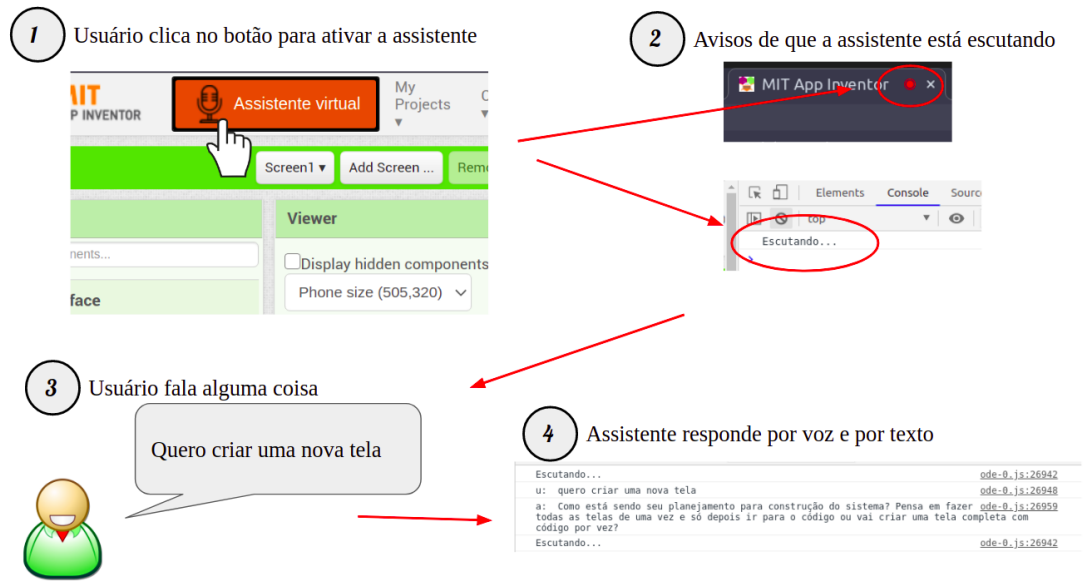 1 Usuário clica no botão para ativar a assistente
MIT
P INVENTOR
Assistente virtual
My
Projects
▾
Screen1 ▾
Add Screen ...
Remo
Viewer
nents...
Display hidden components
face
Phone size (505,320)
2 Avisos de que a assistente está escutando
MIT App Inventor ×
Elements Console Sourc
top ▼
Escutando...
>
3 Usuário fala alguma coisa
Quero criar uma nova tela
4 Assistente responde por voz e por texto
Escutando... ode-0.js:26942
u: quero criar uma nova tela ode-0.js:26948
a: Como está sendo seu planejamento para construção do sistema? Pensa em fazer ode-0.js:26959
todas as telas de uma vez e só depois ir para o código ou vai criar uma tela completa com
código por vez?
Escutando... ode-0.js:26942